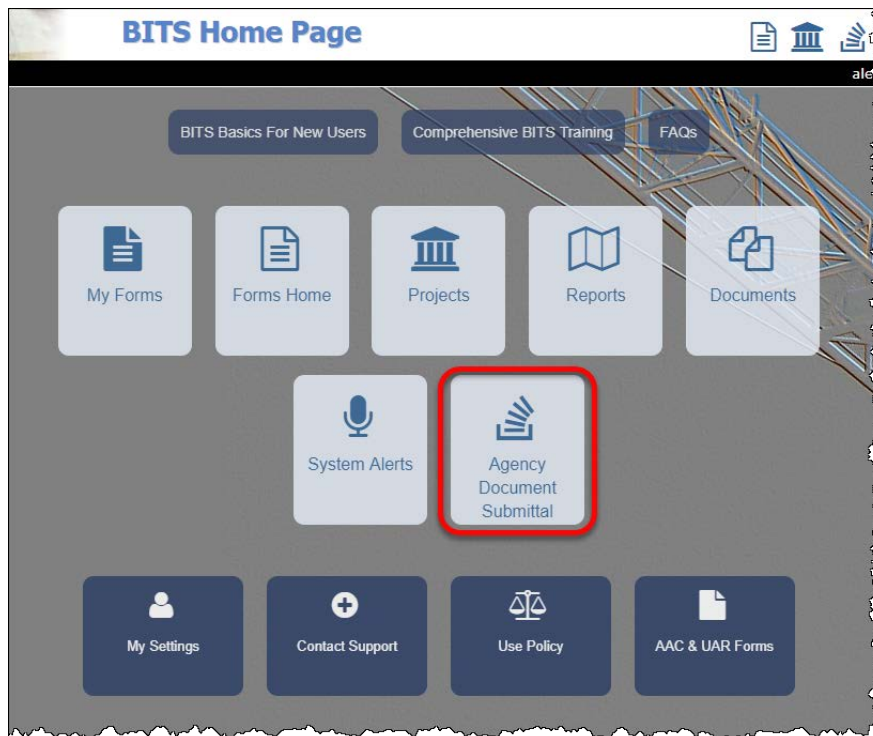 BITS Home Page
BITS Basics For New Users
Comprehensive BITS Training
FAQs
My Forms
Forms Home
Projects
Reports
Documents
System Alerts
Agency
Document
Submittal
My Settings
Contact Support
Use Policy
AAC & UAR Forms